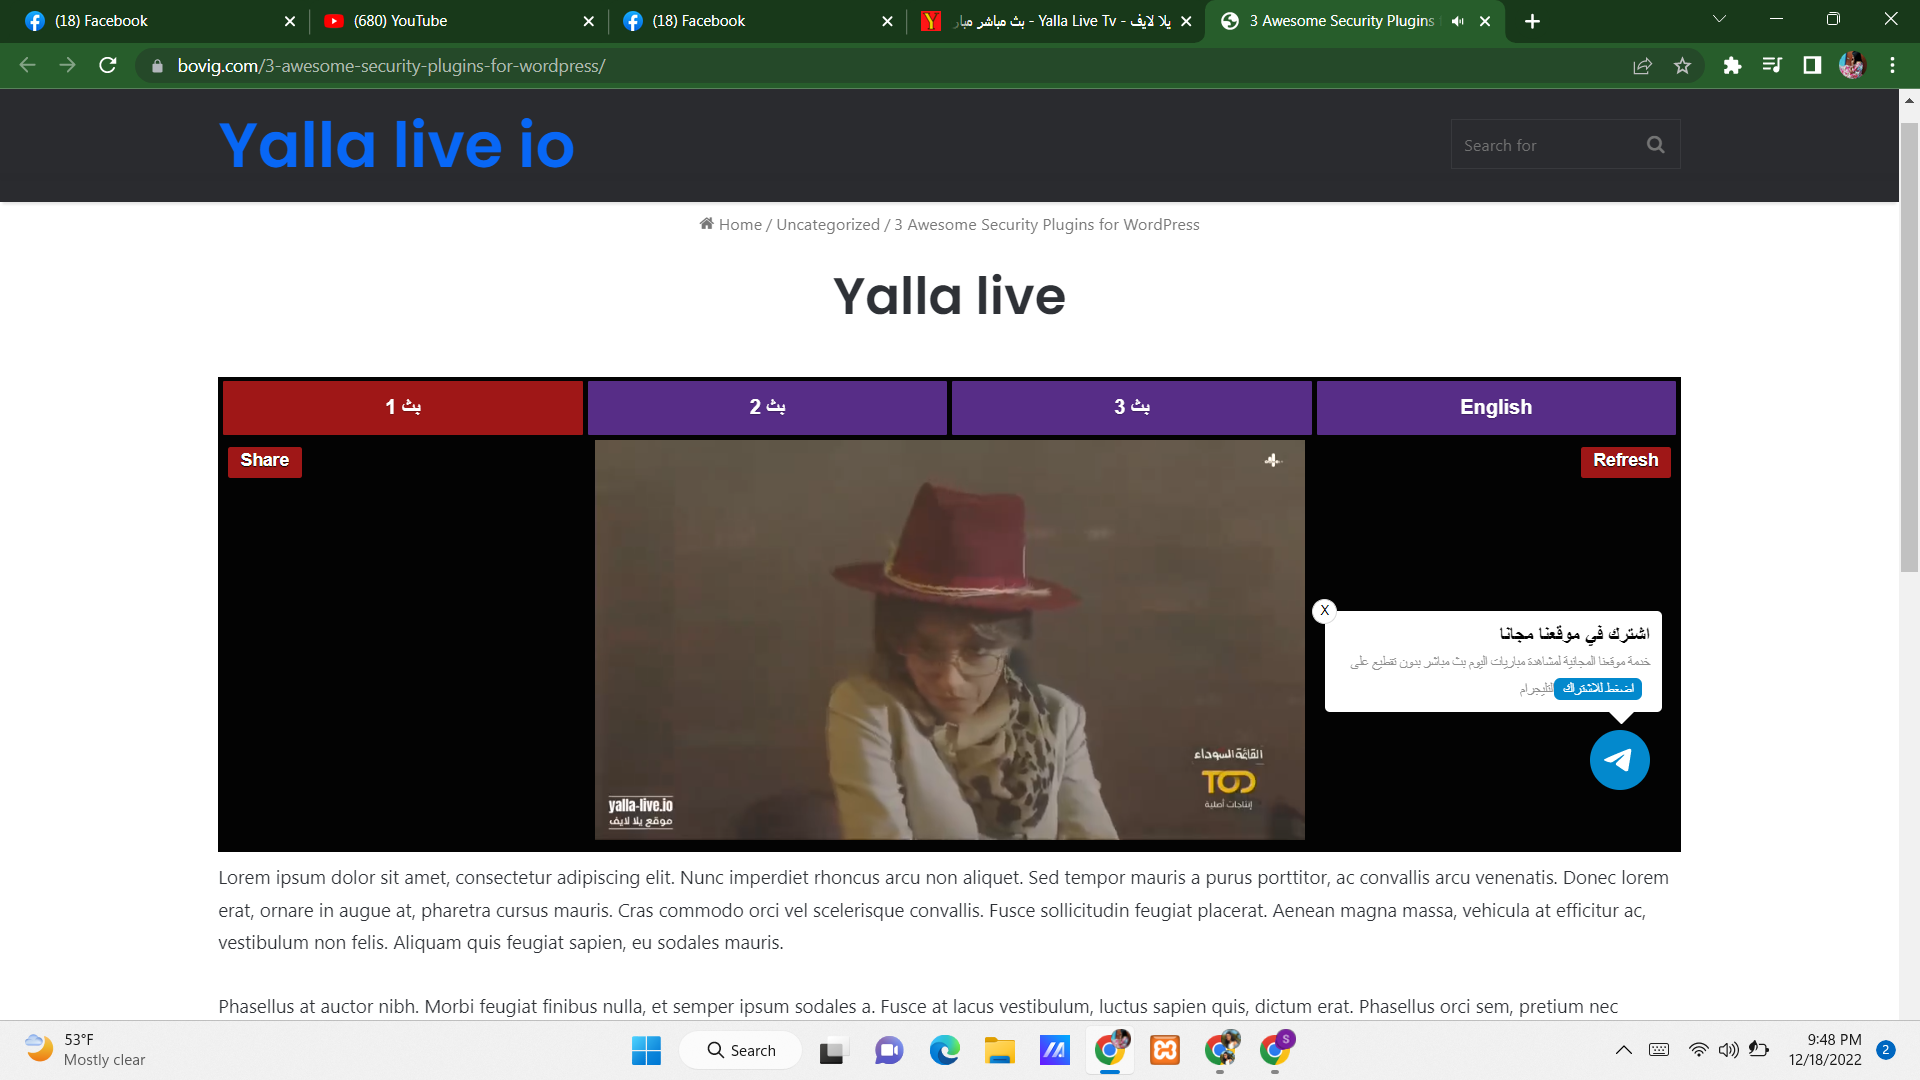 (18) Facebook
(680) YouTube
(18) Facebook
يلا لايف - Yalla Live Tv - بث مباشر مبار
3 Awesome Security Plugins
bovig.com/3-awesome-security-plugins-for-wordpress/
Yalla live io
Search for
Home / Uncategorized / 3 Awesome Security Plugins for WordPress
Yalla live
بث 1
بث 2
بث 3
English
Share
Refresh
X
اشترك في موقعنا مجانا
خدمة موقعنا المجانية لمشاهدة مباريات اليوم بث مباشر بدون تقطيع على
التليجرام اضغط للاشتراك
القائمة السوداء
TOD
إنتاجات أصلية
yalla-live.io
موقع يلا لايف
Lorem ipsum dolor sit amet, consectetur adipiscing elit. Nunc imperdiet rhoncus arcu non aliquet. Sed tempor mauris a purus porttitor, ac convallis arcu venenatis. Donec lorem
erat, ornare in augue at, pharetra cursus mauris. Cras commodo orci vel scelerisque convallis. Fusce sollicitudin feugiat placerat. Aenean magna massa, vehicula at efficitur ac,
vestibulum non felis. Aliquam quis feugiat sapien, eu sodales mauris.
Phasellus at auctor nibh. Morbi feugiat finibus nulla, et semper ipsum sodales a. Fusce at lacus vestibulum, luctus sapien quis, dictum erat. Phasellus orci sem, pretium nec
53°F
Mostly clear
Search
S
9:48 PM
12/18/2022
2